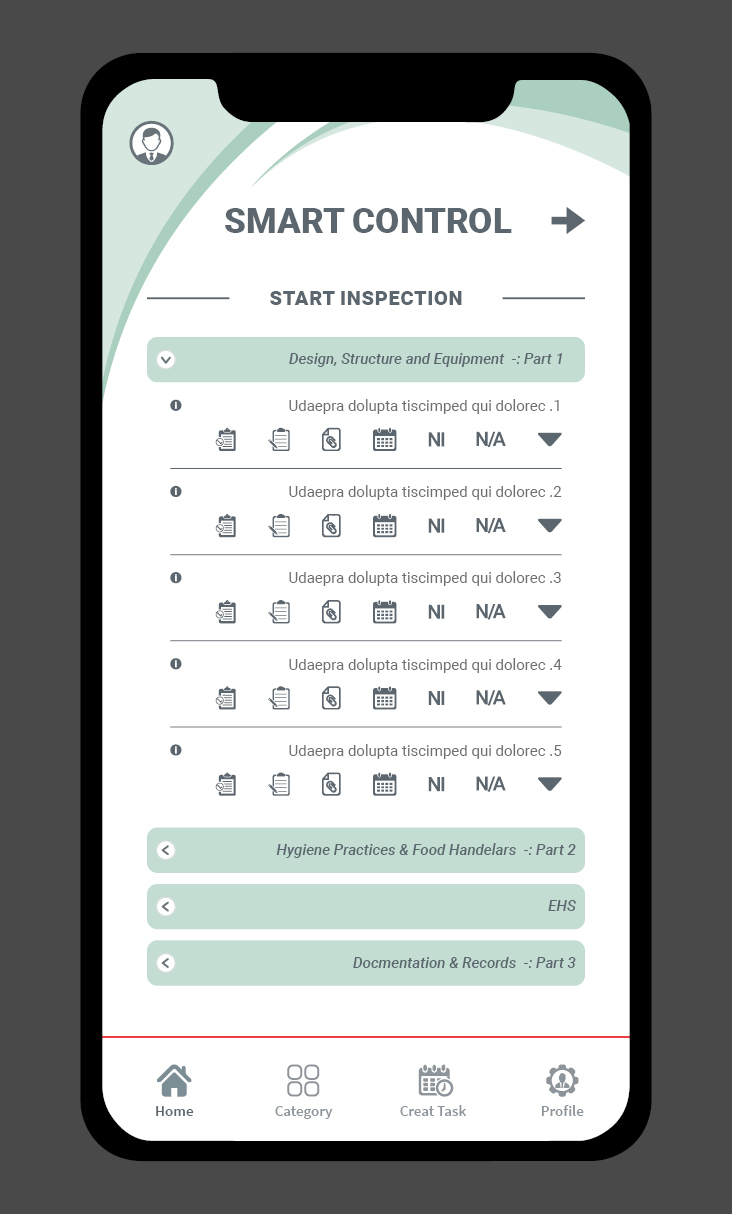 SMART CONTROL
START INSPECTION
Design, Structure and Equipment -: Part 1
Udaepra dolupta tiscimped qui dolorec .1
NI N/A
Udaepra dolupta tiscimped qui dolorec .2
NI N/A
Udaepra dolupta tiscimped qui dolorec .3
NI N/A
Udaepra dolupta tiscimped qui dolorec .4
NI N/A
Udaepra dolupta tiscimped qui dolorec .5
NI N/A
Hygiene Practices & Food Handelars -: Part 2
EHS
Docmentation & Records -: Part 3
Home Category Creat Task Profile